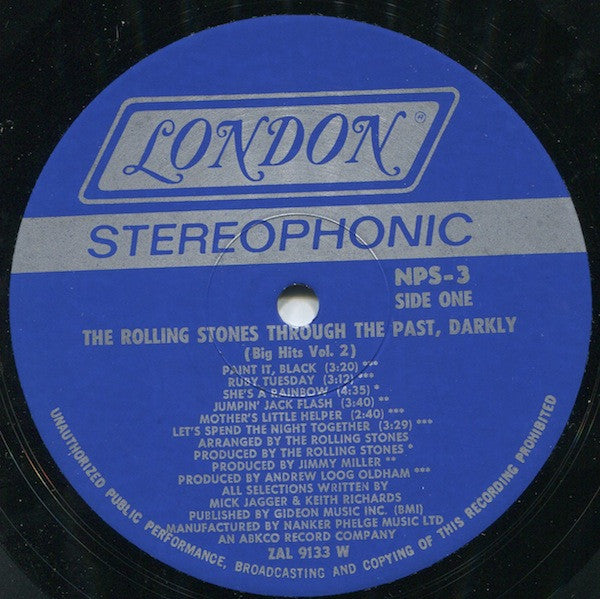 LONDON ®
STEREOPHONIC
NPS-3
SIDE ONE
THE ROLLING STONES THROUGH THE PAST, DARKLY
(Big Hits Vol. 2)
PAINT IT, BLACK (3:20) ***
RUBY TUESDAY (3:12) ***
SHE'S A RAINBOW (4:35) *
JUMPIN' JACK FLASH (3:40) **
MOTHER'S LITTLE HELPER (2:40) ***
LET'S SPEND THE NIGHT TOGETHER (3:29) ***
ARRANGED BY THE ROLLING STONES
PRODUCED BY THE ROLLING STONES *
PRODUCED BY JIMMY MILLER **
PRODUCED BY ANDREW LOOG OLDHAM ***
ALL SELECTIONS WRITTEN BY
MICK JAGGER & KEITH RICHARDS
PUBLISHED BY GIDEON MUSIC INC. (BMI)
MANUFACTURED BY NANKER PHELGE MUSIC LTD
AN ABKCO RECORD COMPANY
ZAL 9133 W
UNAUTHORIZED PUBLIC PERFORMANCE, BROADCASTING AND COPYING OF THIS RECORDING PROHIBITED